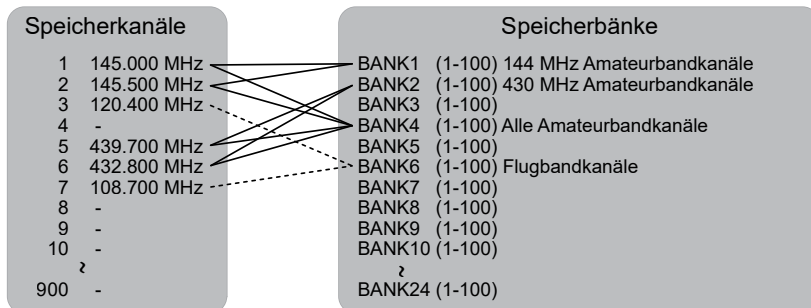 Speicherkanäle
1 145.000 MHz
2 145.500 MHz
3 120.400 MHz
4 -
5 439.700 MHz
6 432.800 MHz
7 108.700 MHz
8 -
9 -
10 -
~
900 -
Speicherbänke
BANK1 (1-100) 144 MHz Amateurbandkanäle
BANK2 (1-100) 430 MHz Amateurbandkanäle
BANK3 (1-100)
BANK4 (1-100) Alle Amateurbandkanäle
BANK5 (1-100)
BANK6 (1-100) Flugbandkanäle
BANK7 (1-100)
BANK8 (1-100)
BANK9 (1-100)
BANK10 (1-100)
~
BANK24 (1-100)